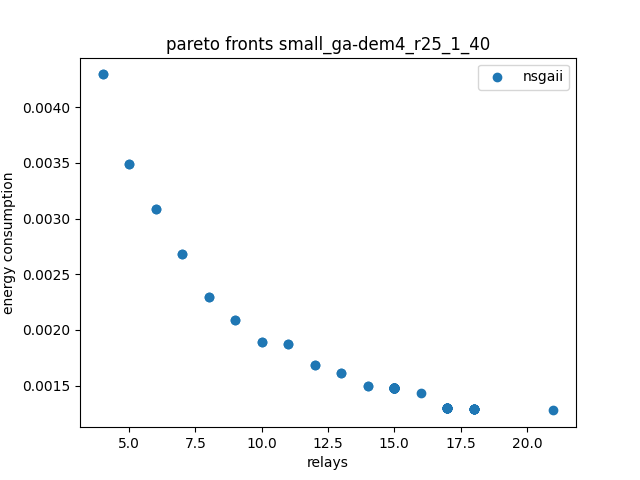 pareto fronts small_ga-dem4_r25_1_40
nsgaii
energy consumption
0.0040
0.0035
0.0030
0.0025
0.0020
0.0015
5.0 7.5 10.0 12.5 15.0 17.5 20.0
relays